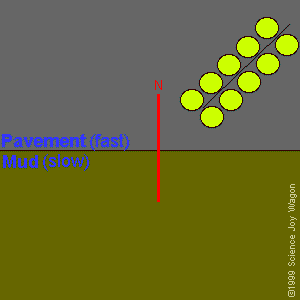 N
Pavement (fast)
Mud (slow)
©1999 Science Joy Wagon